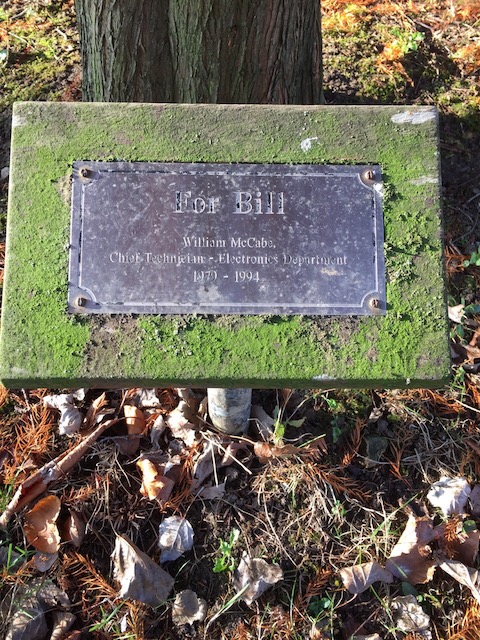 For Bill
William McCabe,
Chief Technician - Electronics Department
1979 - 1994